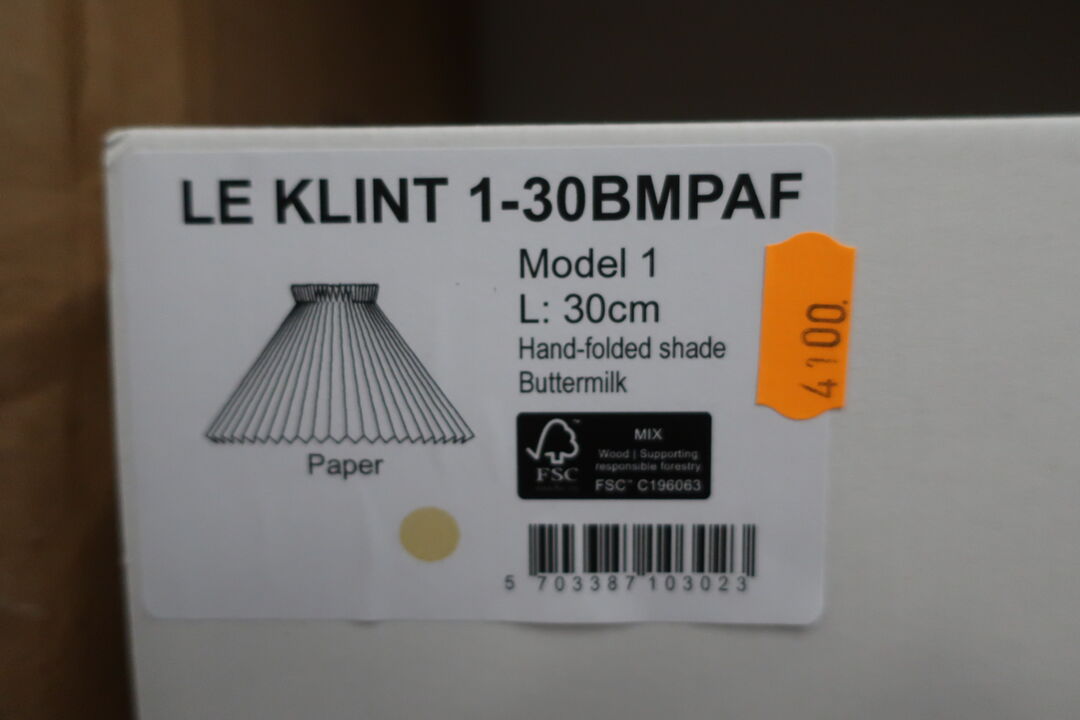 LE KLINT 1-30BMPAF
Model 1
L: 30cm
Hand-folded shade
Buttermilk
4100.
Paper
MIX
Wood | Supporting
responsible forestry
FSC™ C196063
FSC
5 703387 103023